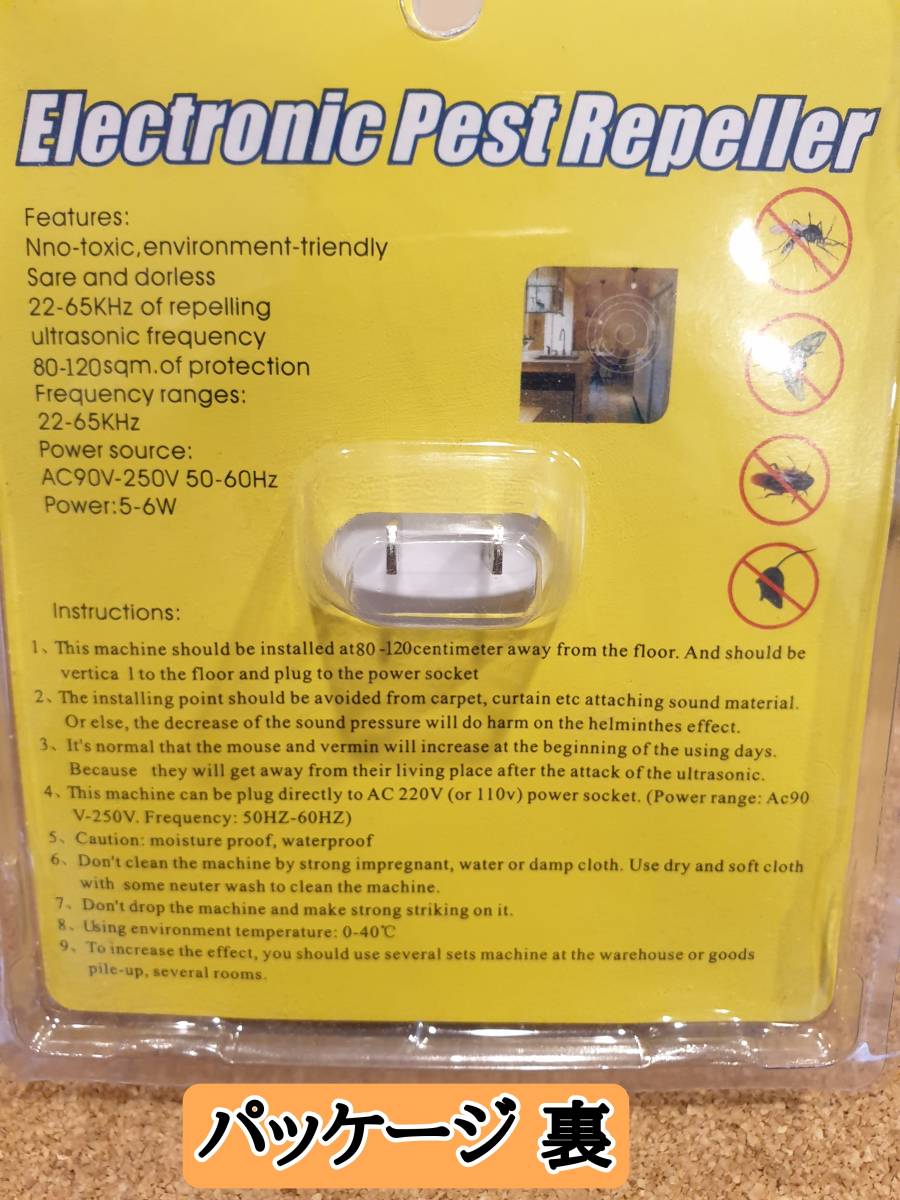 Electronic Pest Repeller
Features:
Nno-toxic,environment-triendly
Sare and dorless
22-65KHz of repelling
ultrasonic frequency
80-120sqm.of protection
Frequency ranges:
22-65KHz
Power source:
AC90V-250V 50-60Hz
Power:5-6W
Instructions:
1、This machine should be installed at80-120centimeter away from the floor. And should be
vertica l to the floor and plug to the power socket
2、The installing point should be avoided from carpet, curtain etc attaching sound material.
Or else, the decrease of the sound pressure will do harm on the helminthes effect.
3、It's normal that the mouse and vermin will increase at the beginning of the using days.
Because they will get away from their living place after the attack of the ultrasonic.
4、This machine can be plug directly to AC 220V (or 110v) power socket. (Power range: Ac90
V-250V. Frequency: 50HZ-60HZ)
5、Caution: moisture proof, waterproof
6、Don't clean the machine by strong impregnant, water or damp cloth. Use dry and soft cloth
with some neuter wash to clean the machine.
7、Don't drop the machine and make strong striking on it.
8、Using environment temperature: 0-40℃
9、To increase the effect, you should use several sets machine at the warehouse or goods
pile-up, several rooms.
パッケージ 裏